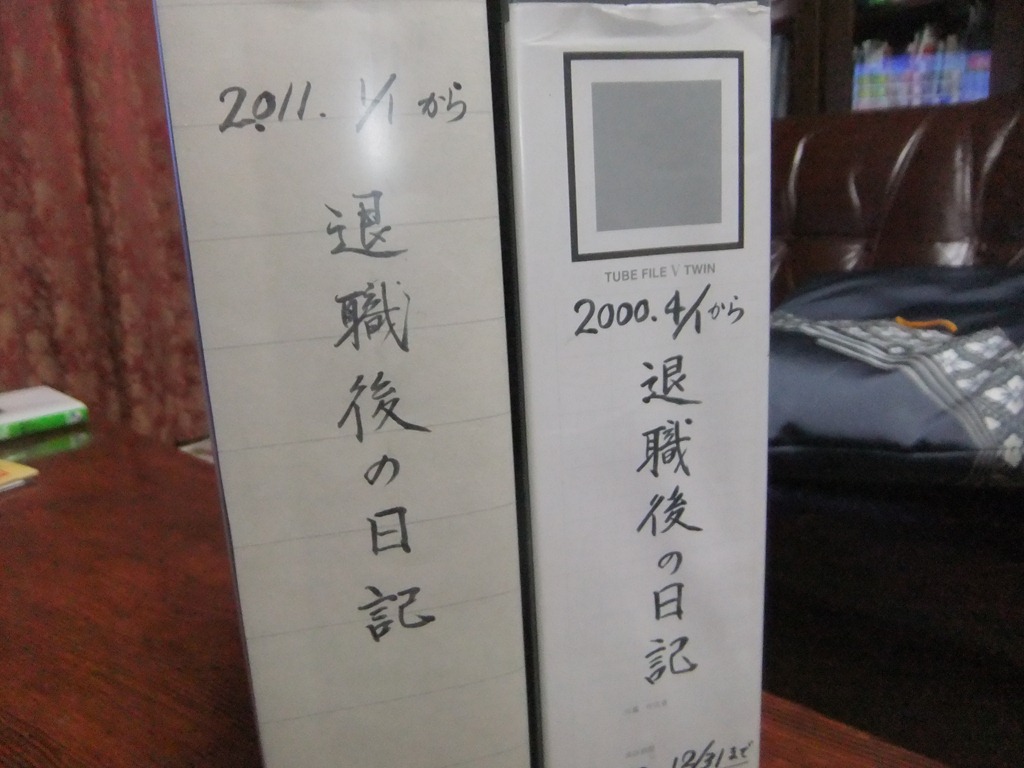 2011. 1/1 から
退職後の日記
TUBE FILE V TWIN
2000. 4/1 から
退職後の日記
12/31まで